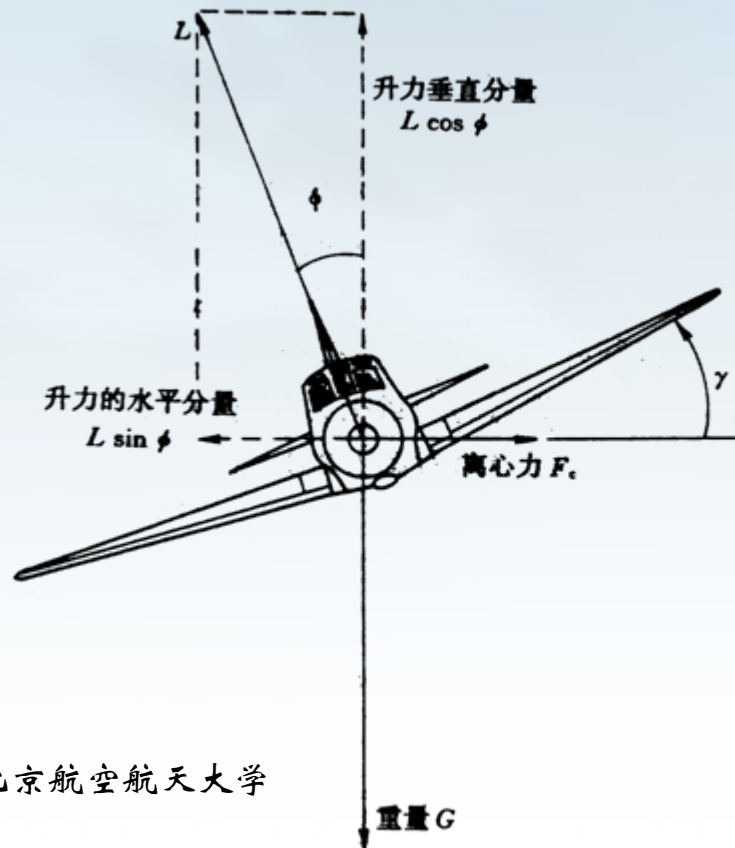 L
升力垂直分量
L cos ϕ
ϕ
γ
升力的水平分量
L sin ϕ
离心力 Fc
北京航空航天大学
重量 G